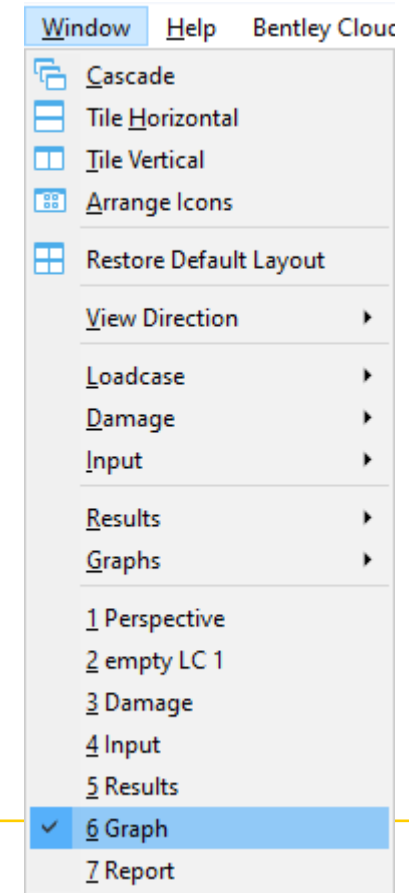 Window Help Bentley Clou
Cascade
Tile Horizontal
Tile Vertical
Arrange Icons
Restore Default Layout
View Direction
Loadcase
Damage
Input
Results
Graphs
1 Perspective
2 empty LC 1
3 Damage
4 Input
5 Results
6 Graph
7 Report